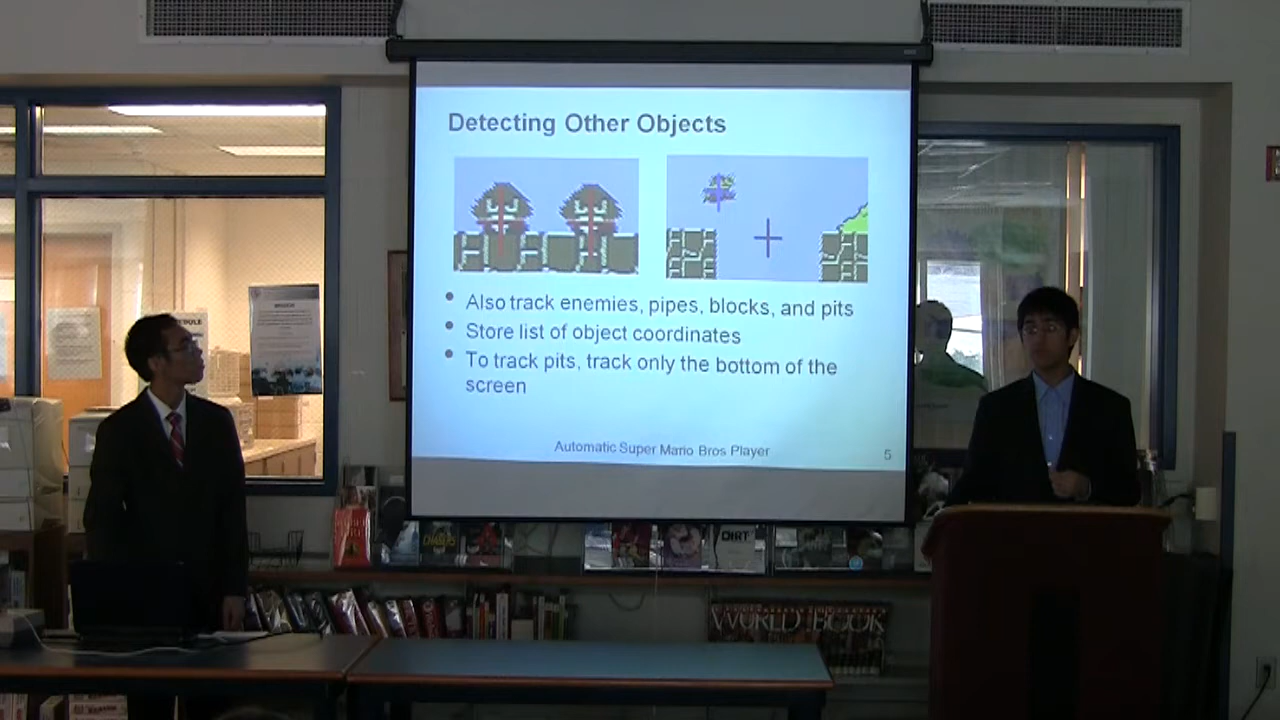 Detecting Other Objects
Also track enemies, pipes, blocks, and pits
Store list of object coordinates
To track pits, track only the bottom of the
screen
Automatic Super Mario Bros Player
5
DIRT
WORLD BOOK